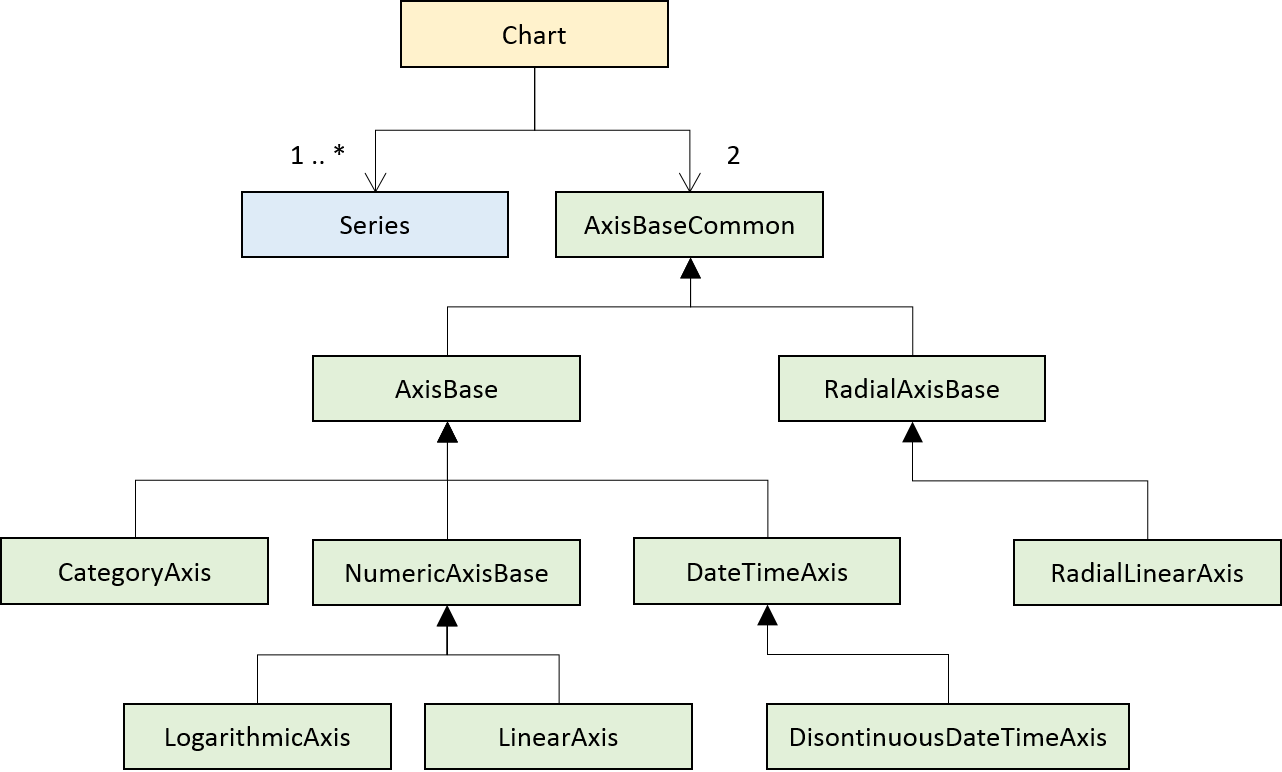 Chart
1 .. *
2
Series
AxisBaseCommon
AxisBase
RadialAxisBase
CategoryAxis
NumericAxisBase
DateTimeAxis
RadialLinearAxis
LogarithmicAxis
LinearAxis
DisontinuousDateTimeAxis